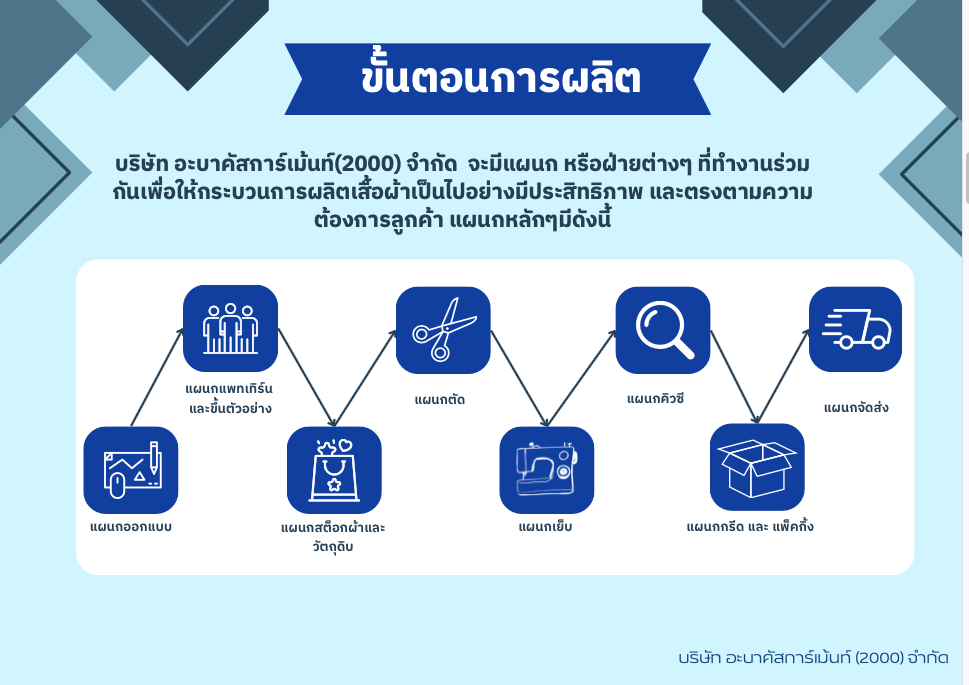 ขั้นตอนการผลิต
บริษัท อะบาคัสการ์เม้นท์(2000) จำกัด จะมีแผนก หรือฝ่ายต่างๆ ที่ทำงานร่วม
กันเพื่อให้กระบวนการผลิตเสื้อผ้าเป็นไปอย่างมีประสิทธิภาพ และตรงตามความ
ต้องการลูกค้า แผนกหลักๆมีดังนี้
แผนกแพทเทิร์น
และขึ้นตัวอย่าง
แผนกตัด
แผนกคิวซี
แผนกจัดส่ง
แผนกออกแบบ
แผนกสต็อกผ้าและ
วัตถุดิบ
แผนกเย็บ
แผนกกรีด และ แพ็คกิ้ง
บริษัท อะบาคัสการ์เม้นท์ (2000) จำกัด